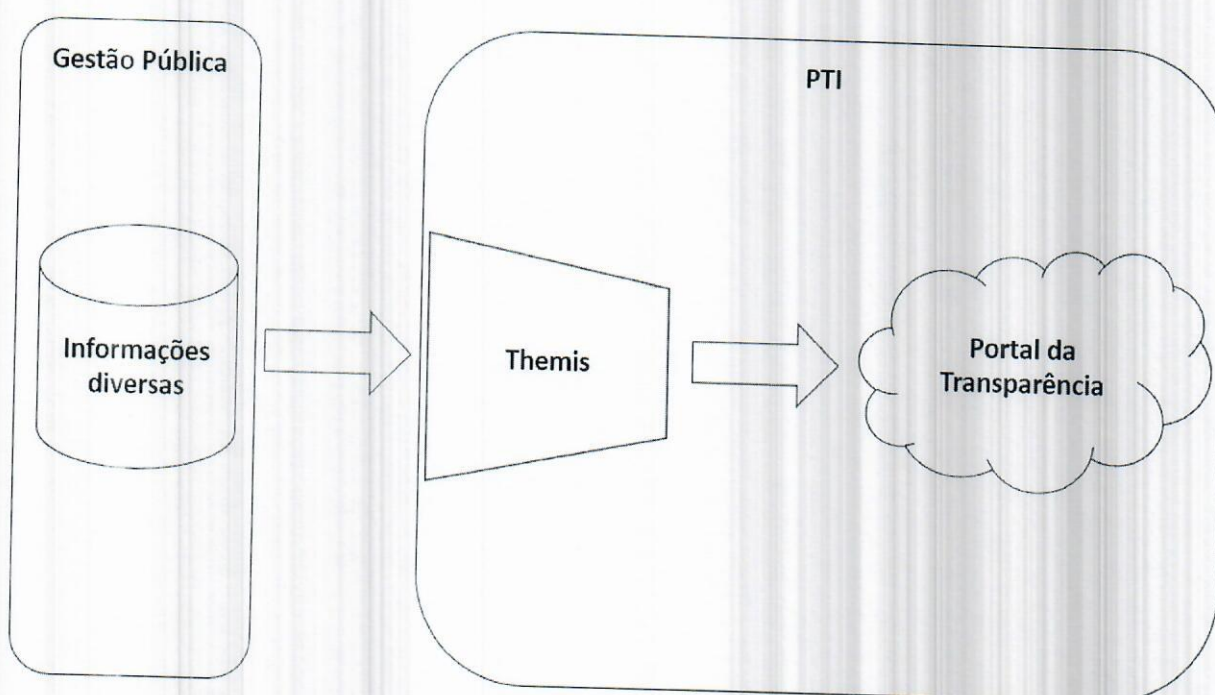 Gestão Pública
PTI
Informações
diversas
Themis
Portal da
Transparência